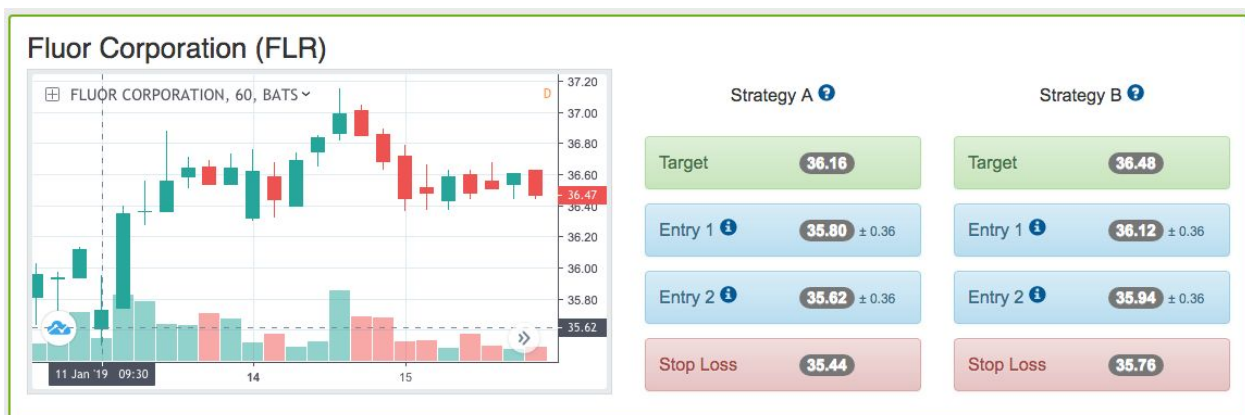 Fluor Corporation (FLR)
FLUOR CORPORATION, 60, BATS
D
37.20
37.00
36.80
36.60
36.47
36.40
36.20
36.00
35.80
35.62
11 Jan '19 09:30
14
15
Strategy A ?
Target 36.16
Entry 1 i 35.80 ± 0.36
Entry 2 i 35.62 ± 0.36
Stop Loss 35.44
Strategy B ?
Target 36.48
Entry 1 i 36.12 ± 0.36
Entry 2 i 35.94 ± 0.36
Stop Loss 35.76